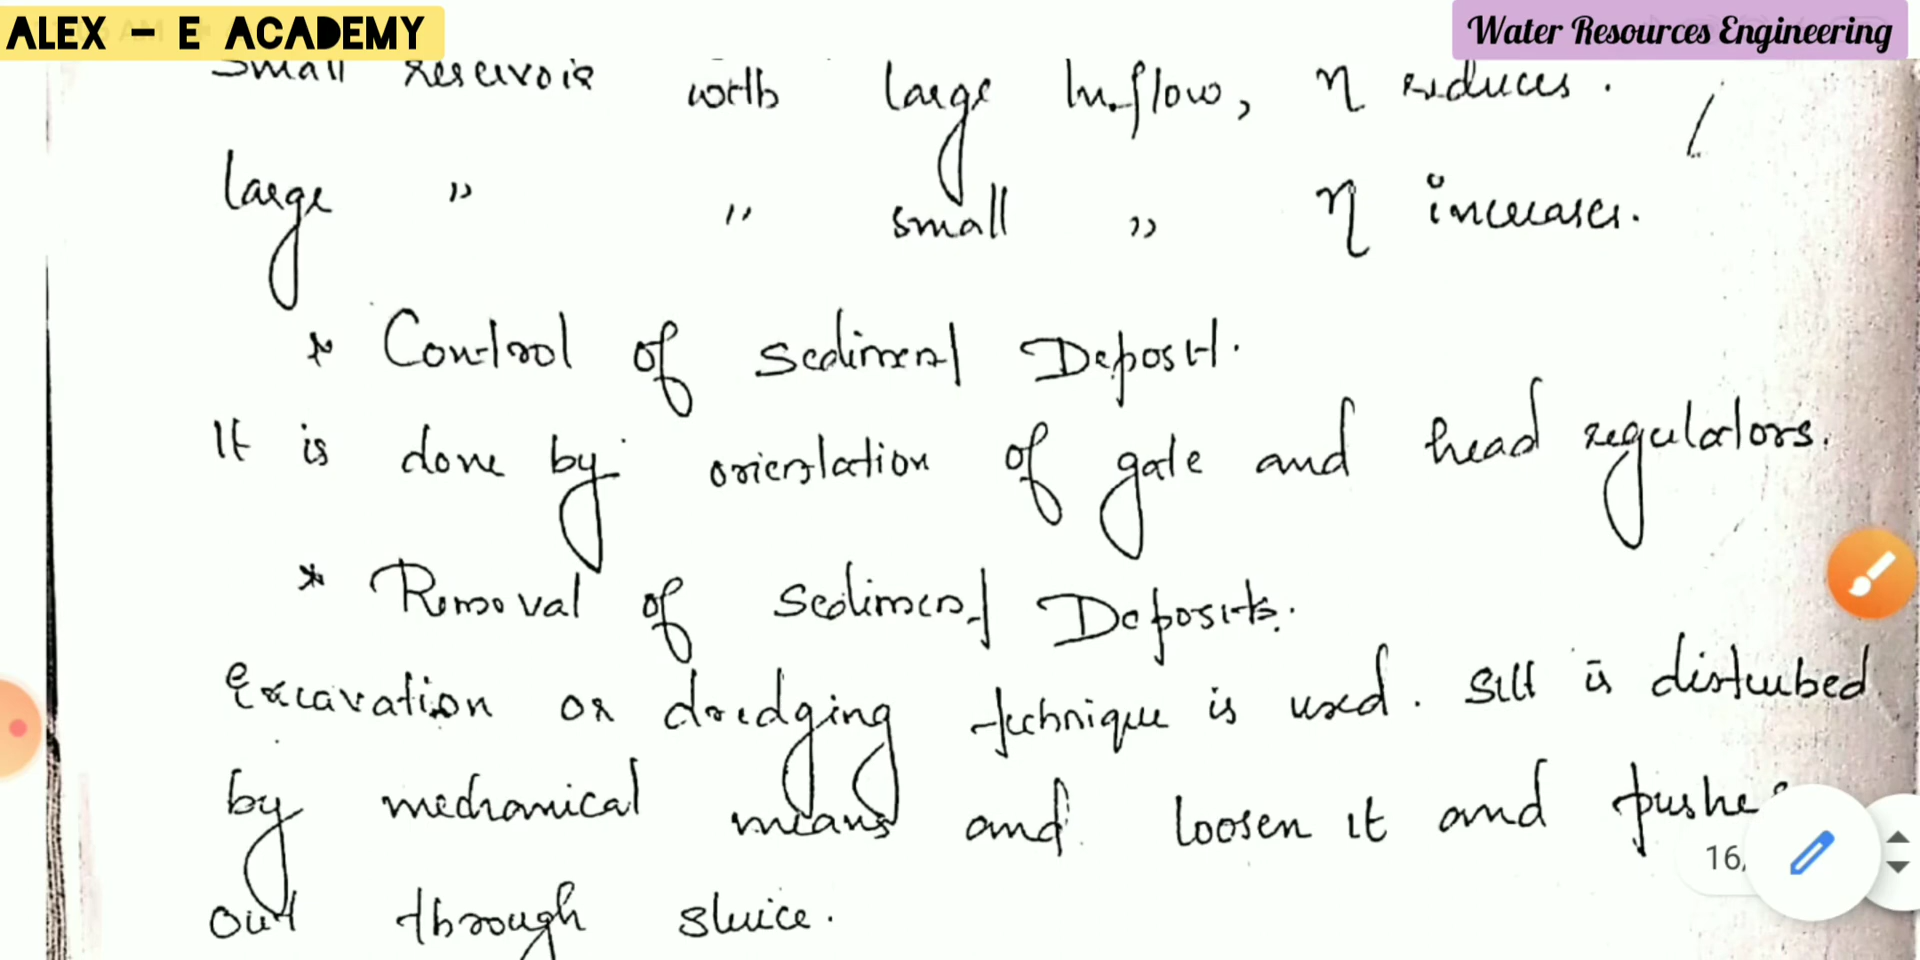 ALEX - E ACADEMY
Water Resources Engineering
Small reservoir with large Inflow, η reduces.
large " " small " η increases.
* Control of Sediment Deposit.
It is done by orientation of gate and head regulators.
* Removal of Sediment Deposits.
Excavation or dredging technique is used. Silt is disturbed
by mechanical means and loosen it and pushes
out through sluice.
16,